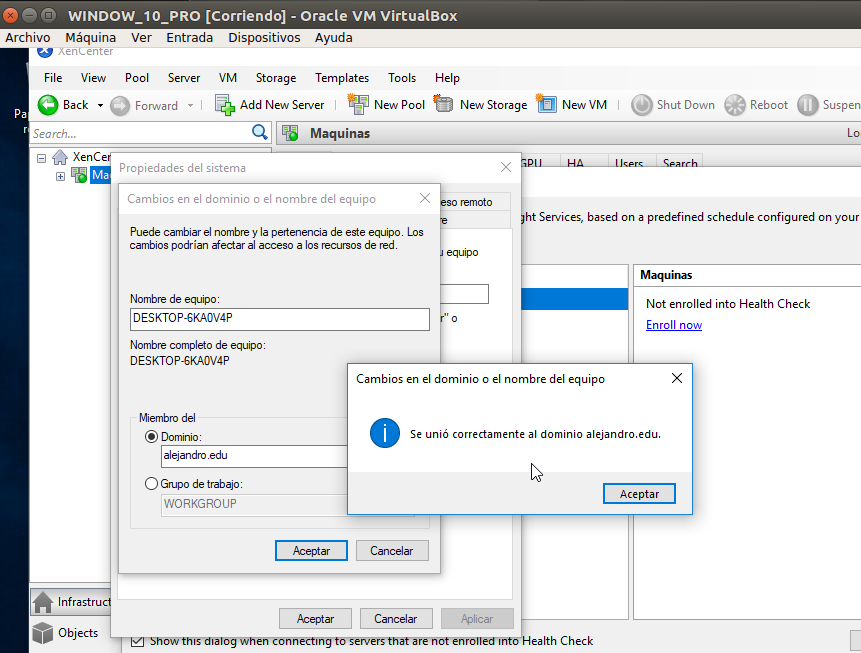 WINDOW_10_PRO [Corriendo] - Oracle VM VirtualBox
Archivo Máquina Ver Entrada Dispositivos Ayuda
XenCenter
File View Pool Server VM Storage Templates Tools Help
Back Forward Add New Server New Pool New Storage New VM Shut Down Reboot Suspen
Search...
Maquinas
Lo
Pa
r
XenCer
Ma
GPU HA Users Search
Propiedades del sistema
eso remoto
re
Cambios en el dominio o el nombre del equipo
Puede cambiar el nombre y la pertenencia de este equipo. Los
cambios podrían afectar al acceso a los recursos de red.
Nombre de equipo:
DESKTOP-6KA0V4P
Nombre completo de equipo:
DESKTOP-6KA0V4P
Miembro del
Dominio:
alejandro.edu
Grupo de trabajo:
WORKGROUP
Aceptar Cancelar
u equipo
r" o
ght Services, based on a predefined schedule configured on your
Maquinas
Not enrolled into Health Check
Enroll now
Cambios en el dominio o el nombre del equipo
Se unió correctamente al dominio alejandro.edu.
Aceptar
Aceptar Cancelar Aplicar
Infrastruct
Objects
Show this dialog when connecting to servers that are not enrolled into Health Check